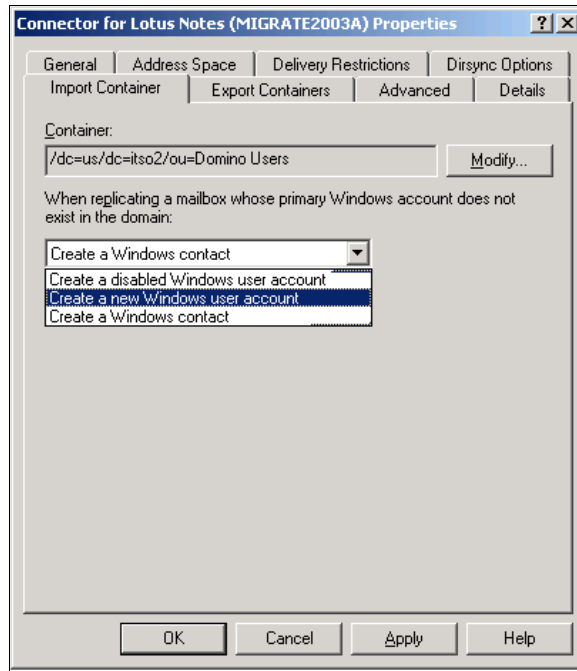 Connector for Lotus Notes (MIGRATE2003A) Properties
General Address Space Delivery Restrictions Dirsync Options
Import Container Export Containers Advanced Details
Container:
/dc=us/dc=itso2/ou=Domino Users Modify...
When replicating a mailbox whose primary Windows account does not
exist in the domain:
Create a Windows contact
Create a disabled Windows user account
Create a new Windows user account
Create a Windows contact
OK Cancel Apply Help